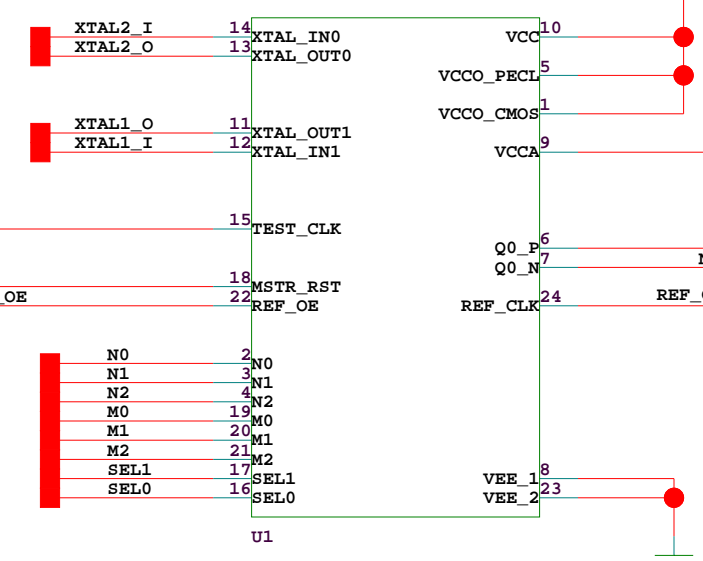 XTAL2_I 14 XTAL_IN0 VCC 10
XTAL2_O 13 XTAL_OUT0
VCCO_PECL 5
VCCO_CMOS 1
XTAL1_O 11 XTAL_OUT1
XTAL1_I 12 XTAL_IN1 VCCA 9
15 TEST_CLK
Q0_P 6
Q0_N 7
18 MSTR_RST
_OE 22 REF_OE REF_CLK 24 REF_
N0 2 N0
N1 3 N1
N2 4 N2
M0 19 M0
M1 20 M1
M2 21 M2
SEL1 17 SEL1 VEE_1 8
SEL0 16 SEL0 VEE_2 23
U1